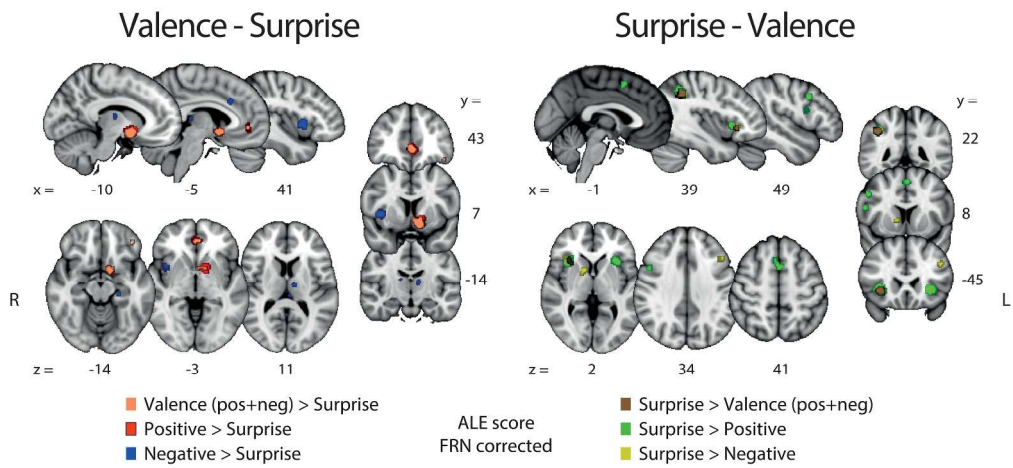 Valence - Surprise
Surprise - Valence
y =
43
7
-14
x = -10 -5 41
y =
22
8
-45
x = -1 39 49
R
L
z = -14 -3 11
z = 2 34 41
Valence (pos+neg) > Surprise
Positive > Surprise
Negative > Surprise
ALE score
FRN corrected
Surprise > Valence (pos+neg)
Surprise > Positive
Surprise > Negative